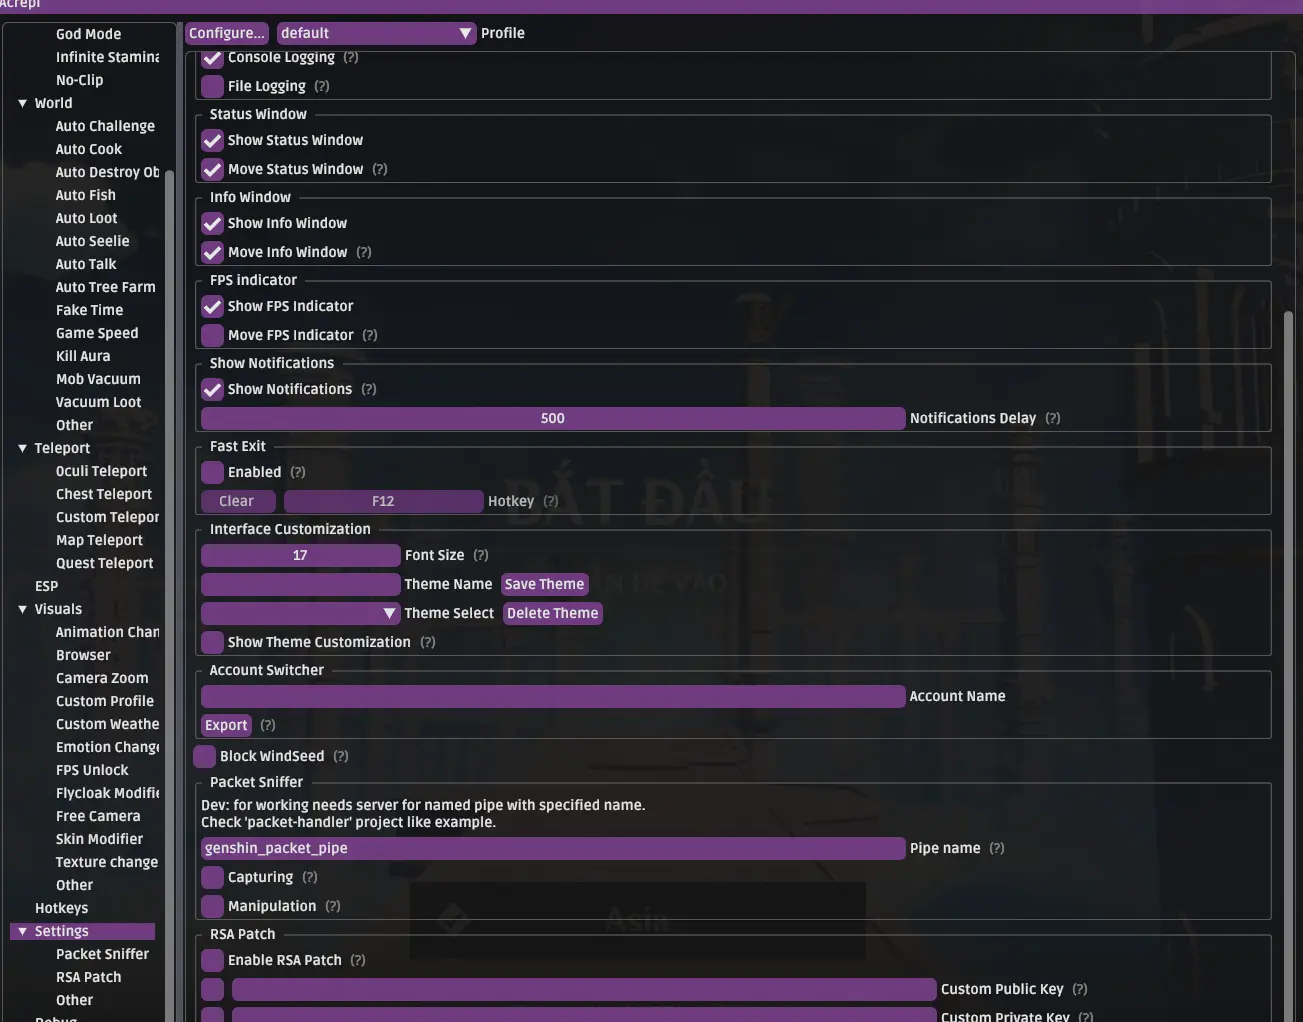 Acrepi
God Mode
Infinite Stamina
No-Clip
World
Auto Challenge
Auto Cook
Auto Destroy Ob
Auto Fish
Auto Loot
Auto Seelie
Auto Talk
Auto Tree Farm
Fake Time
Game Speed
Kill Aura
Mob Vacuum
Vacuum Loot
Other
Teleport
Oculi Teleport
Chest Teleport
Custom Telepor
Map Teleport
Quest Teleport
ESP
Visuals
Animation Chan
Browser
Camera Zoom
Custom Profile
Custom Weathe
Emotion Change
FPS Unlock
Flycloak Modifie
Free Camera
Skin Modifier
Texture change
Other
Hotkeys
Settings
Packet Sniffer
RSA Patch
Other
Debug
Configure... default Profile
Console Logging (?)
File Logging (?)
Status Window
Show Status Window
Move Status Window (?)
Info Window
Show Info Window
Move Info Window (?)
FPS indicator
Show FPS Indicator
Move FPS Indicator (?)
Show Notifications
Show Notifications (?)
500 Notifications Delay (?)
Fast Exit
Enabled (?)
Clear F12 Hotkey (?)
BẮT ĐẦU
Interface Customization
17 Font Size (?)
Theme Name Save Theme
Theme Select Delete Theme
Show Theme Customization (?)
Account Switcher
Account Name
Export (?)
Block WindSeed (?)
Packet Sniffer
Dev: for working needs server for named pipe with specified name.
Check 'packet-handler' project like example.
genshin_packet_pipe Pipe name (?)
Capturing (?)
Manipulation (?)
Asia
RSA Patch
Enable RSA Patch (?)
Custom Public Key (?)
Custom Private Key (?)